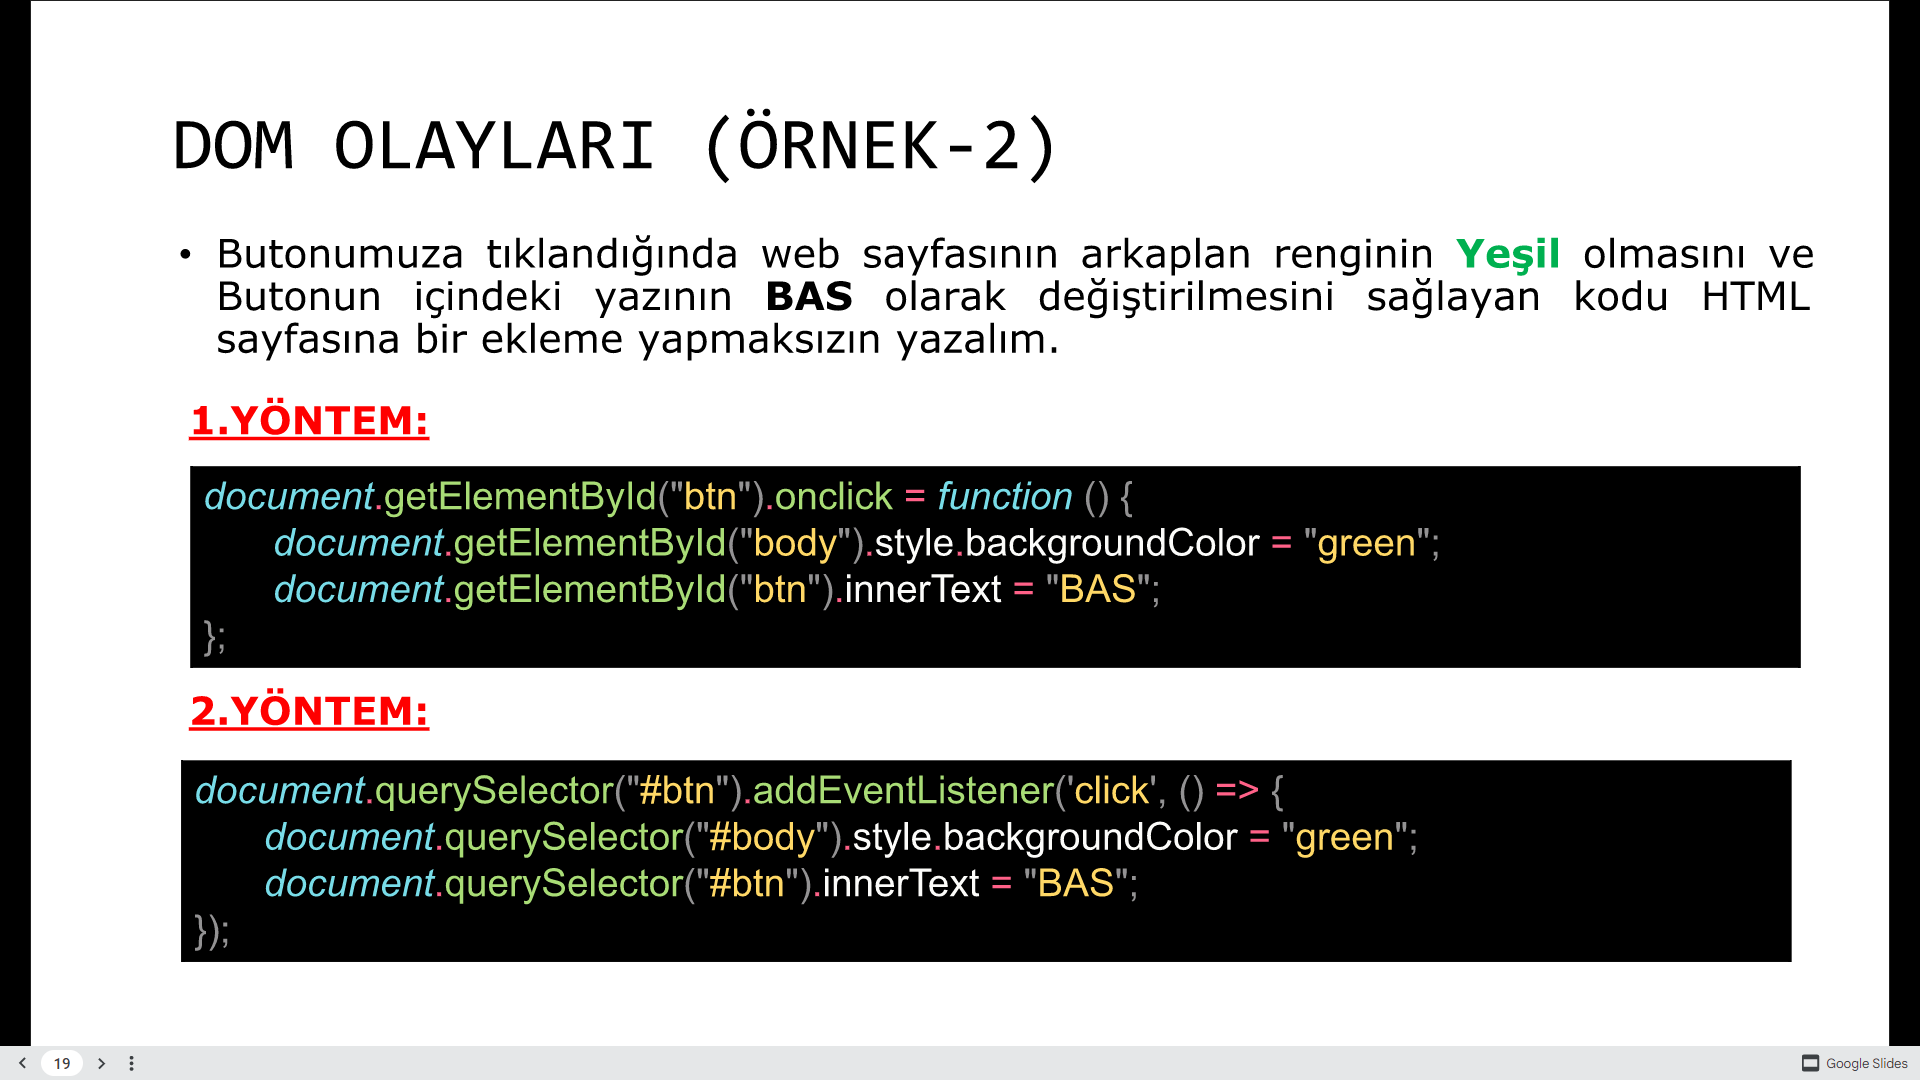 DOM OLAYLARI (ÖRNEK-2)
• Butonumuza tıklandığında web sayfasının arkaplan renginin Yeşil olmasını ve
Butonun içindeki yazının BAS olarak değiştirilmesini sağlayan kodu HTML
sayfasına bir ekleme yapmaksızın yazalım.
1.YÖNTEM:
document.getElementById("btn").onclick = function () {
document.getElementById("body").style.backgroundColor = "green";
document.getElementById("btn").innerText = "BAS";
};
2.YÖNTEM:
document.querySelector("#btn").addEventListener('click', () => {
document.querySelector("#body").style.backgroundColor = "green";
document.querySelector("#btn").innerText = "BAS";
});
19
Google Slides